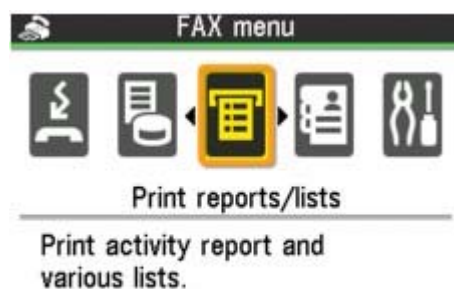 FAX menu
Print reports/lists
Print activity report and
various lists.